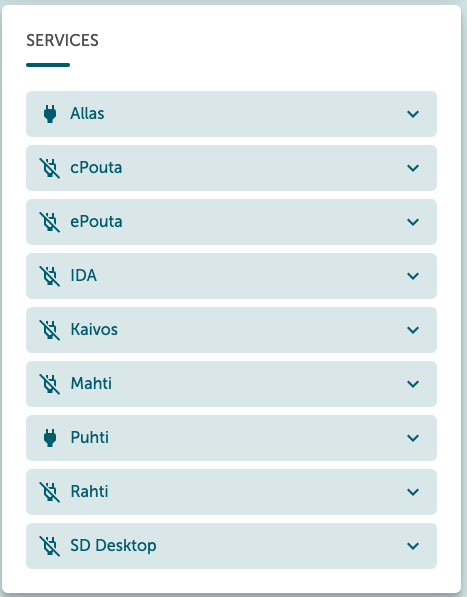 SERVICES
Allas
cPouta
ePouta
IDA
Kaivos
Mahti
Puhti
Rahti
SD Desktop